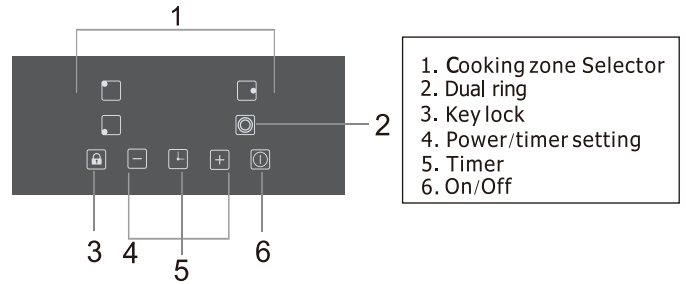 1
1. Cooking zone Selector
2. Dual ring
3. Key lock
4. Power/timer setting
5. Timer
6. On/Off
2
3 4 5 6